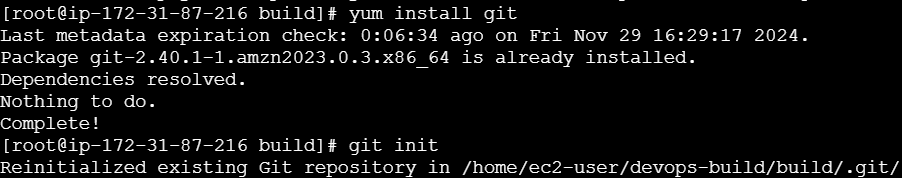 [root@ip-172-31-87-216 build]# yum install git
Last metadata expiration check: 0:06:34 ago on Fri Nov 29 16:29:17 2024.
Package git-2.40.1-1.amzn2023.0.3.x86_64 is already installed.
Dependencies resolved.
Nothing to do.
Complete!
[root@ip-172-31-87-216 build]# git init
Reinitialized existing Git repository in /home/ec2-user/devops-build/build/.git/